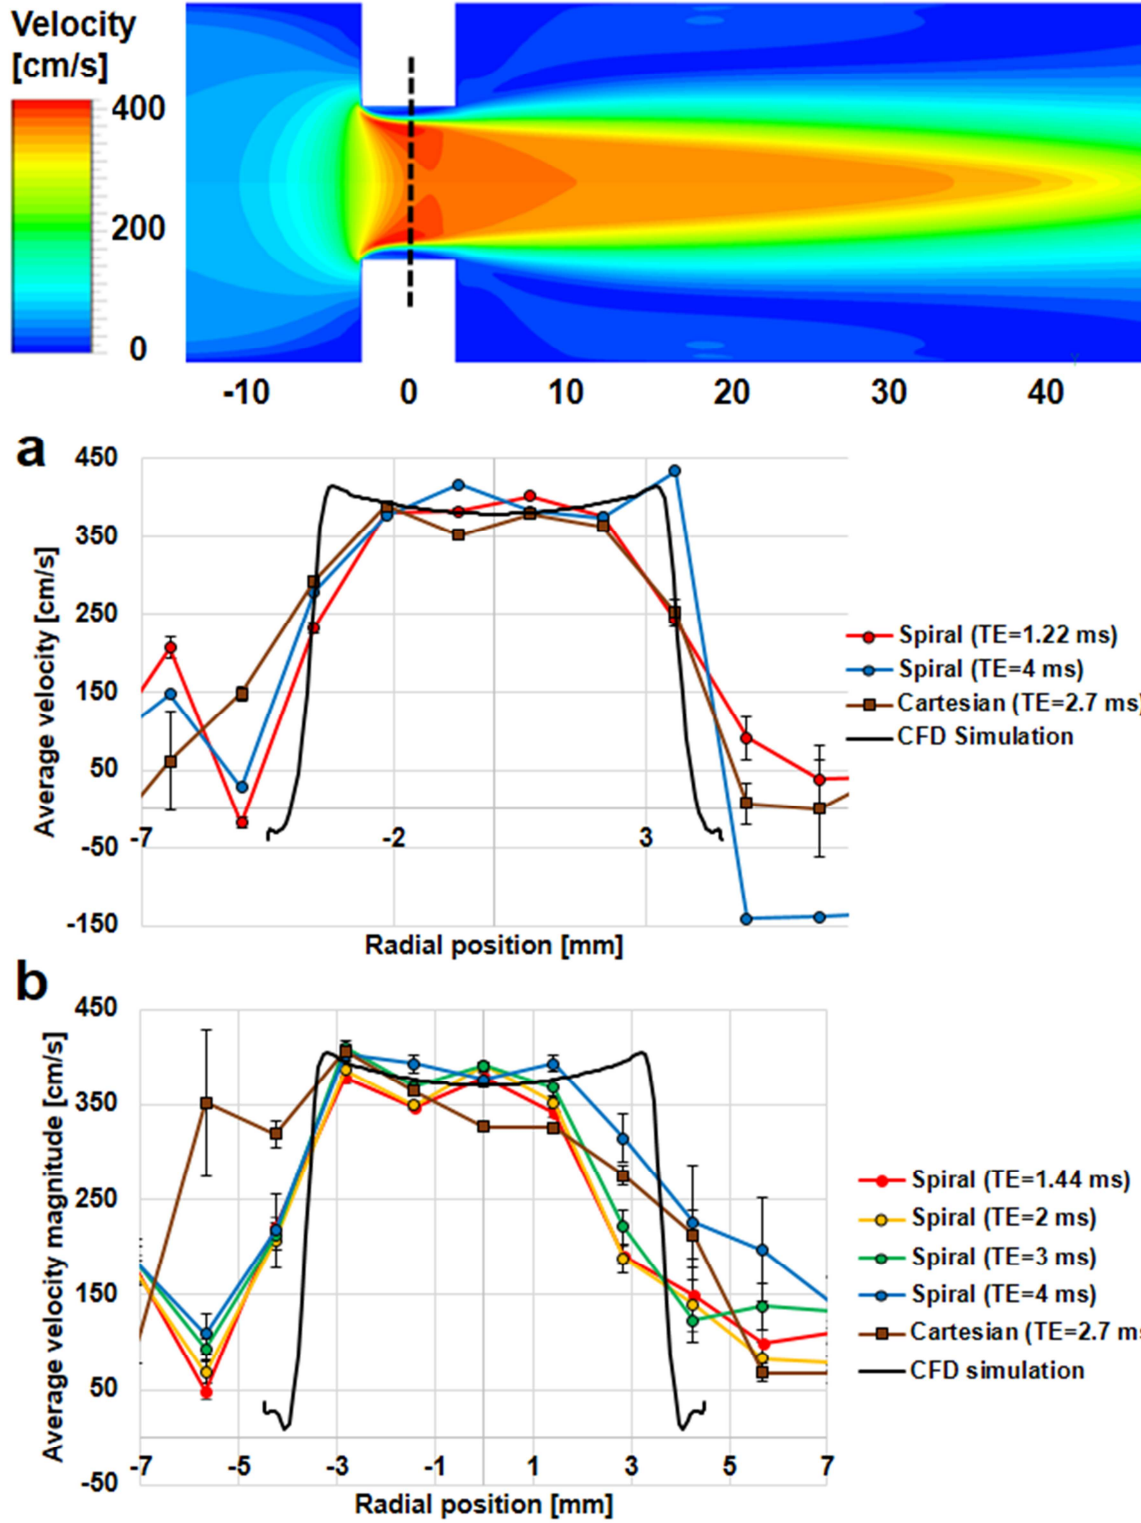 Velocity
[cm/s]
400
200
0
-10 0 10 20 30 40
a
450
350
250
150
50
-50
-150
-7 -2 3
Average velocity [cm/s]
Radial position [mm]
Spiral (TE=1.22 ms)
Spiral (TE=4 ms)
Cartesian (TE=2.7 ms)
CFD Simulation
b
450
350
250
150
50
-50
-7 -5 -3 -1 1 3 5 7
Average velocity magnitude [cm/s]
Radial position [mm]
Spiral (TE=1.44 ms)
Spiral (TE=2 ms)
Spiral (TE=3 ms)
Spiral (TE=4 ms)
Cartesian (TE=2.7 ms
CFD simulation